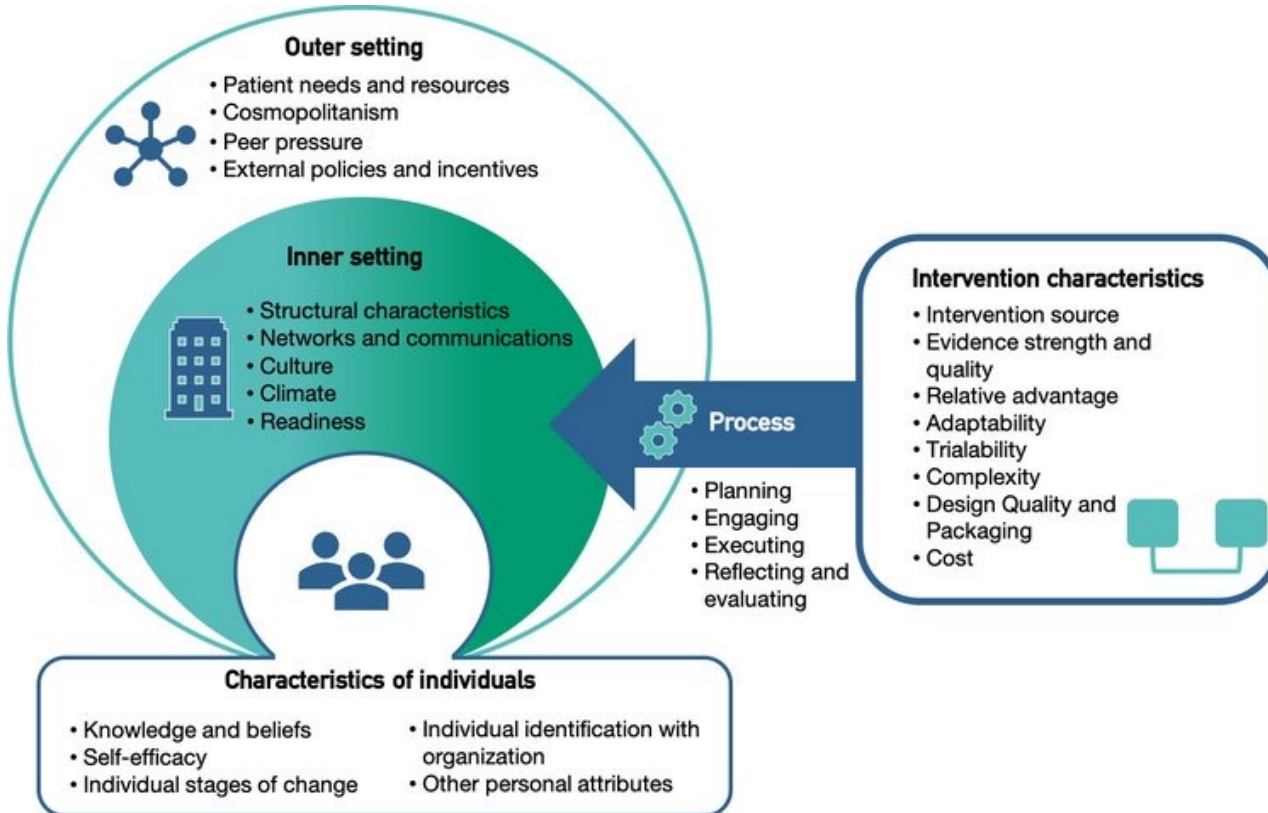 Outer setting
• Patient needs and resources
• Cosmopolitanism
• Peer pressure
• External policies and incentives
Inner setting
• Structural characteristics
• Networks and communications
• Culture
• Climate
• Readiness
Process
• Planning
• Engaging
• Executing
• Reflecting and
evaluating
Intervention characteristics
• Intervention source
• Evidence strength and
quality
• Relative advantage
• Adaptability
• Trialability
• Complexity
• Design Quality and
Packaging
• Cost
Characteristics of individuals
• Knowledge and beliefs
• Self-efficacy
• Individual stages of change
• Individual identification with
organization
• Other personal attributes